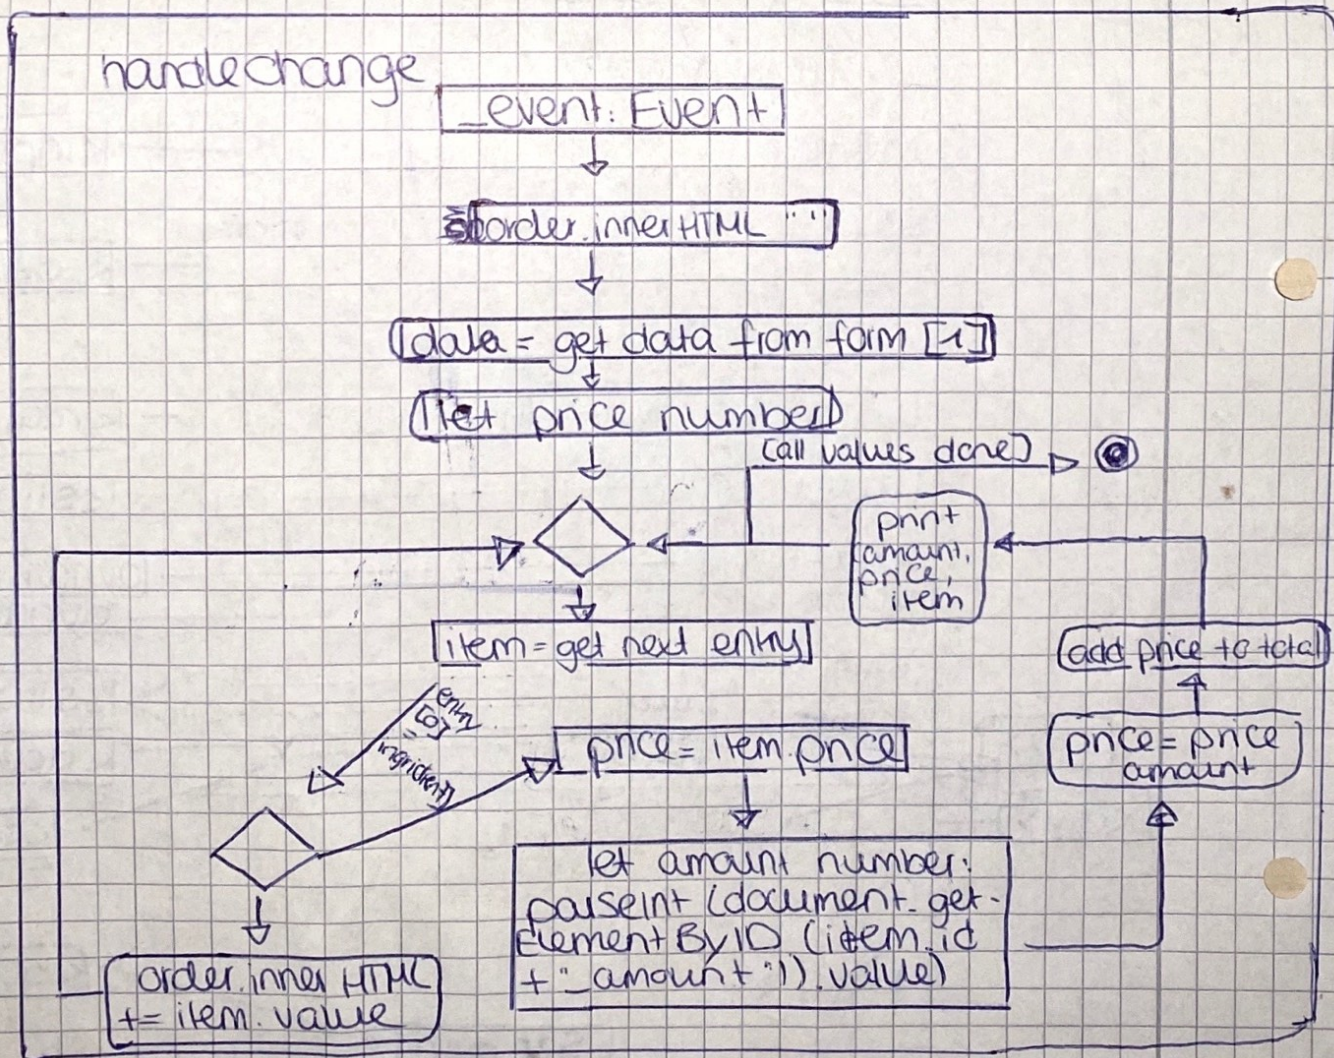 handlechange
_event: Event
order.innerHTML " "
data = get data from form [1]
let price number
[all values done]
print
amount,
price,
item
item = get next entry
add price to total
entry
[0]
price = item.price
price = price
amount
let amount number:
parseInt (document.get-
ElementByID (item.id
+ "_amount")).value)
order.innerHTML
+= item.value